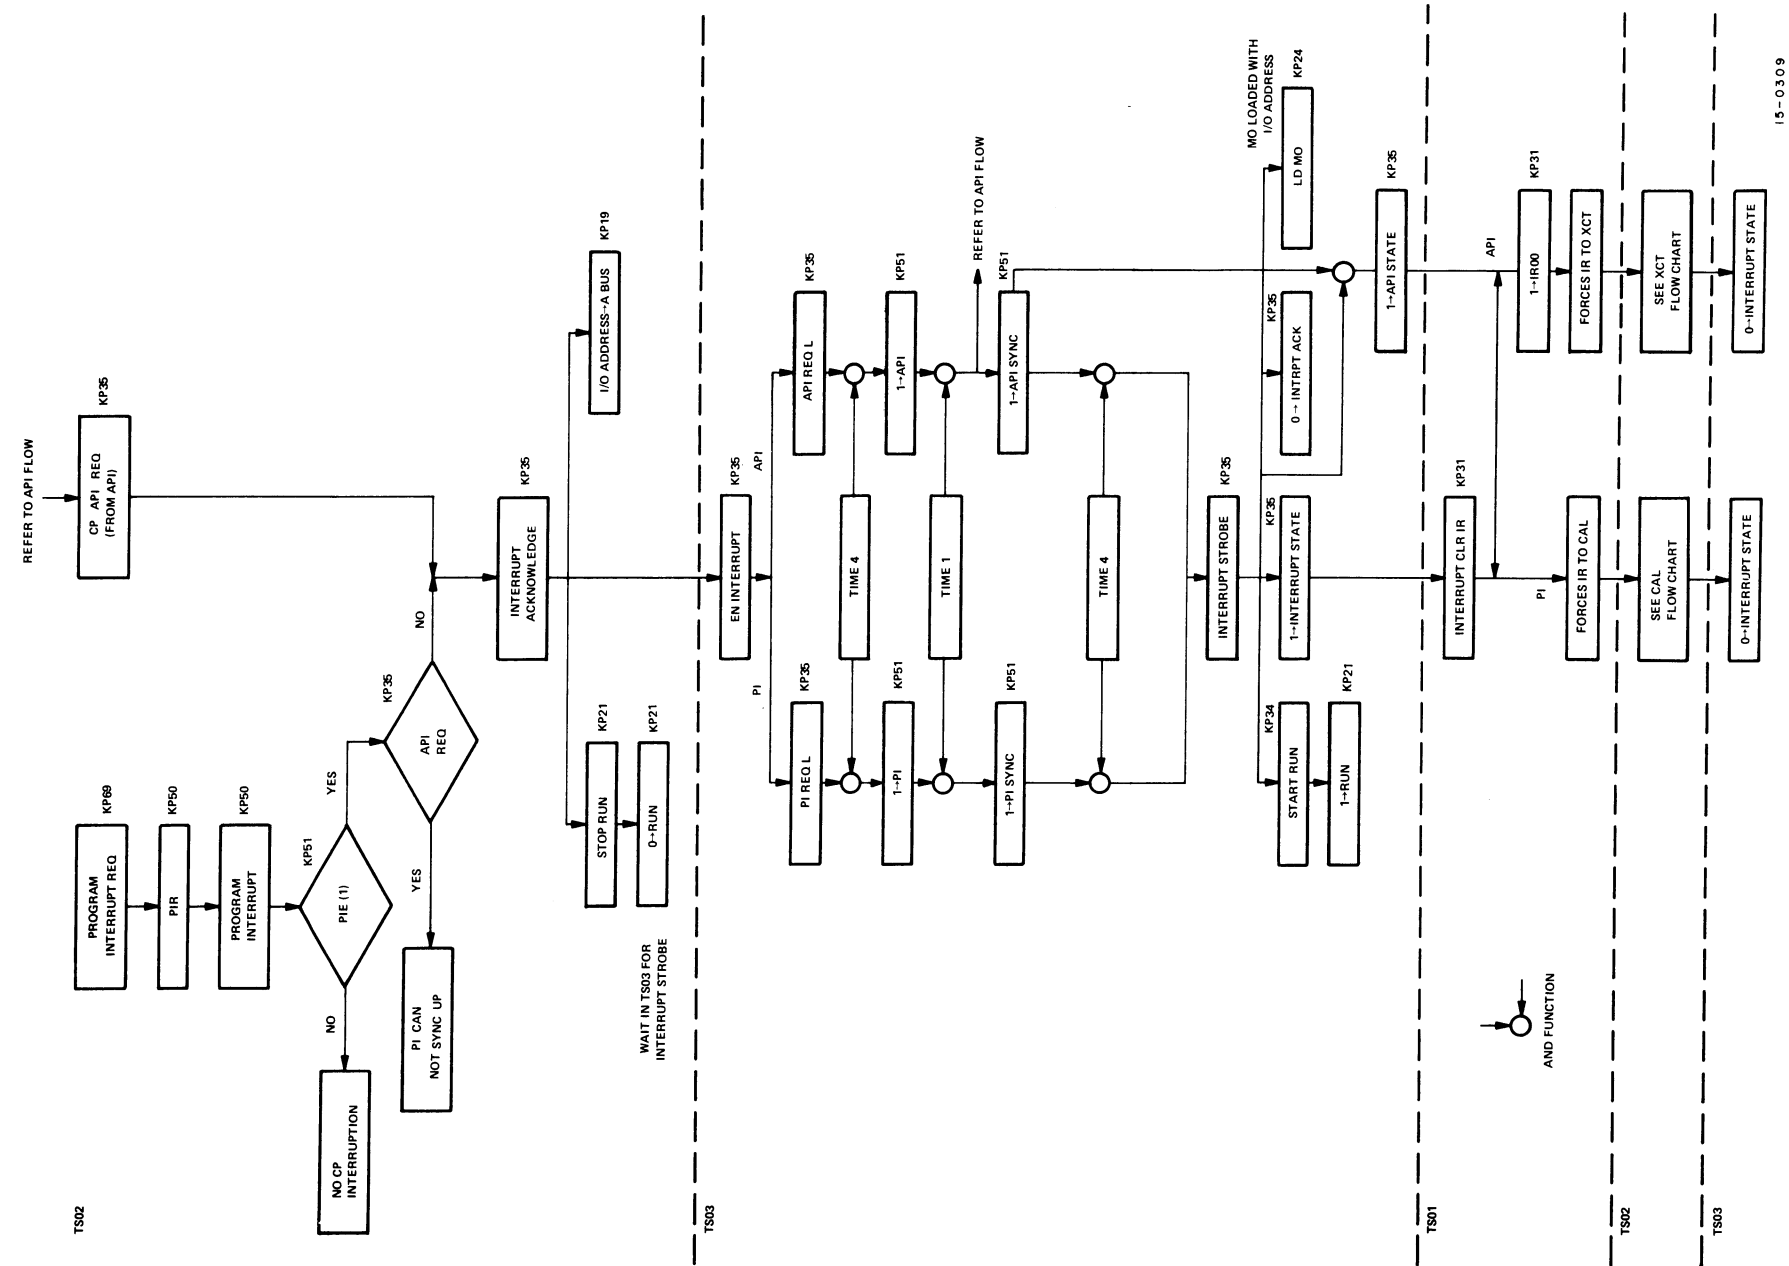 TS02
PROGRAM
INTERRUPT REQ
KP69
REFER TO API FLOW
CP API REQ
(FROM API)
KP35
PIR
KP50
PROGRAM
INTERRUPT
KP50
PIE (1)
KP51
NO
YES
NO CP
INTERRUPTION
API
REQ
KP35
YES
NO
PI CAN
NOT SYNC UP
INTERRUPT
ACKNOWLEDGE
KP35
STOP RUN
KP21
I/O ADDRESS→A BUS
KP19
0→RUN
KP21
WAIT IN TS03 FOR
INTERRUPT STROBE
TS03
EN INTERRUPT
KP35
PI
API
PI REQ L
KP35
API REQ L
KP35
TIME 4
1→PI
KP51
1→API
KP51
TIME 1
REFER TO API FLOW
1→PI SYNC
KP51
1→API SYNC
KP51
TIME 4
INTERRUPT STROBE
KP35
MO LOADED WITH
I/O ADDRESS
START RUN
KP34
1→INTERRUPT STATE
KP35
0→ INTRPT ACK
KP35
LD MO
KP24
1→RUN
KP21
1→API STATE
KP35
TS01
INTERRUPT CLR IR
KP31
API
PI
1→IR00
KP31
AND FUNCTION
FORCES IR TO CAL
FORCES IR TO XCT
TS02
SEE CAL
FLOW CHART
SEE XCT
FLOW CHART
TS03
0→INTERRUPT STATE
0→INTERRUPT STATE
15-0309